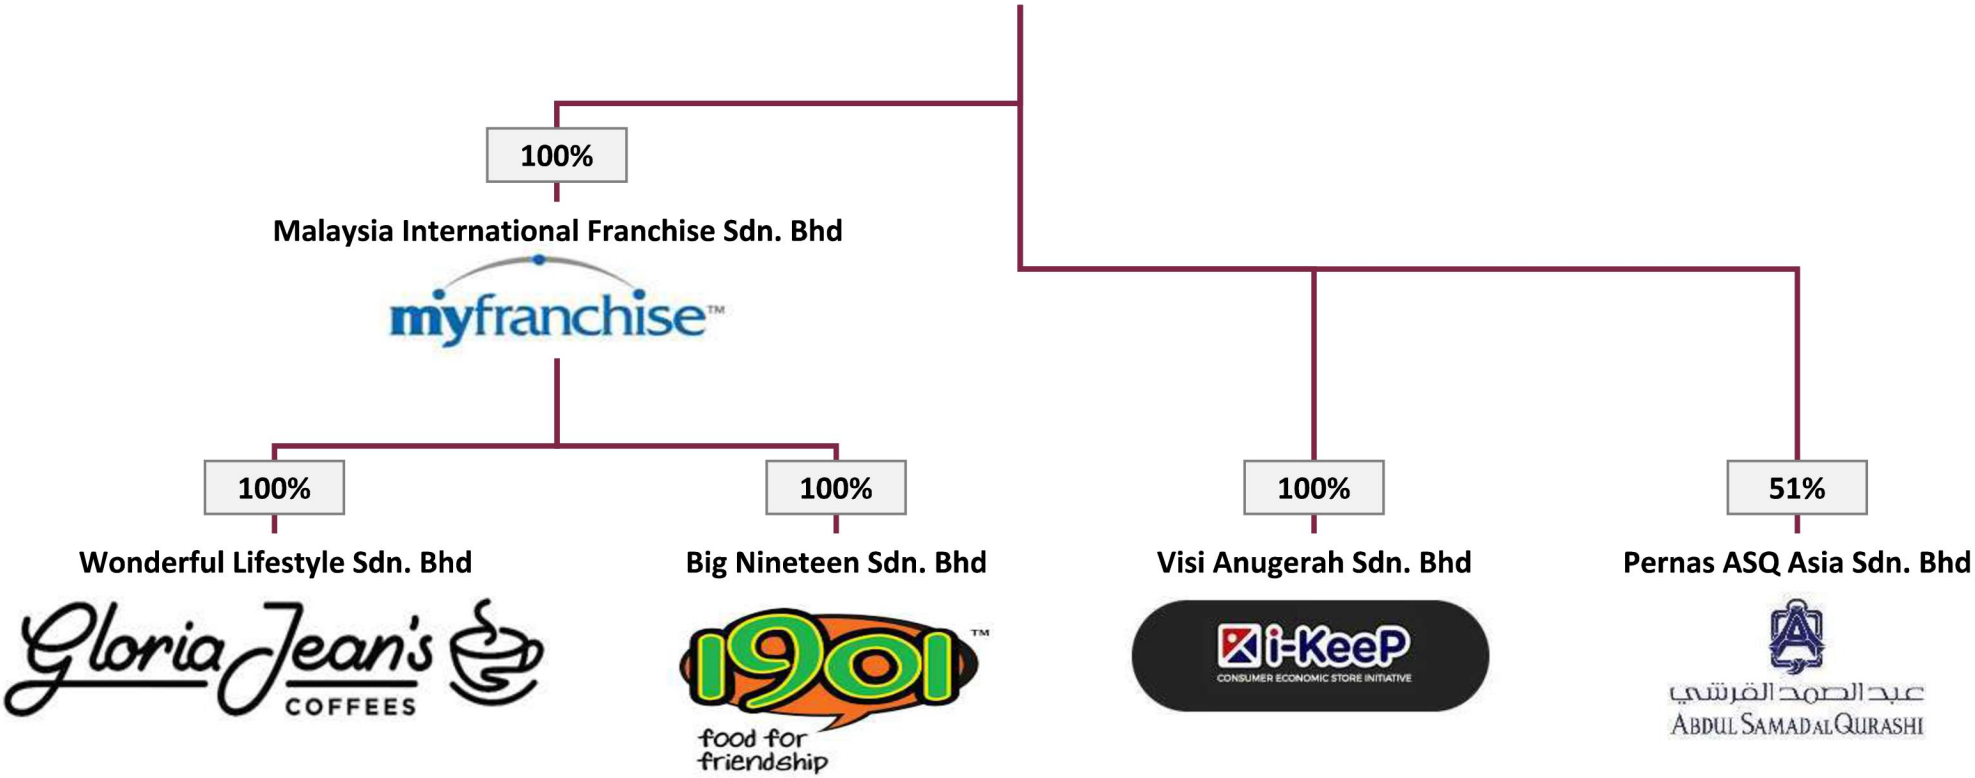 100%
Malaysia International Franchise Sdn. Bhd
myfranchise™
100%
100%
100%
51%
Wonderful Lifestyle Sdn. Bhd
Big Nineteen Sdn. Bhd
Visi Anugerah Sdn. Bhd
Pernas ASQ Asia Sdn. Bhd
Gloria Jean's
COFFEES
1901™
food for
friendship
i-KeeP
CONSUMER ECONOMIC STORE INITIATIVE
A
عبدالصمد القرشي
ABDUL SAMAD AL QURASHI